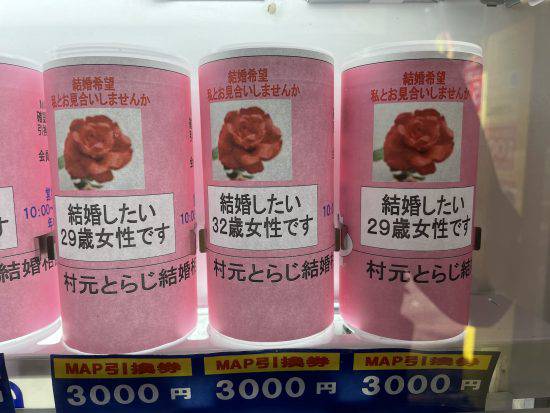 結婚希望
私とお見合いしませんか
結婚したい
29歳女性です
村元とらじ結婚相
10:00~
結婚希望
私とお見合いしませんか
結婚したい
32歳女性です
村元とらじ結婚
10:
結婚希望
私とお見合いしませんか
結婚したい
29歳女性です
村元とらじ結婚
10:0
MAP引換券
3000円
MAP引換券
3000円
MAP引換券
3000円